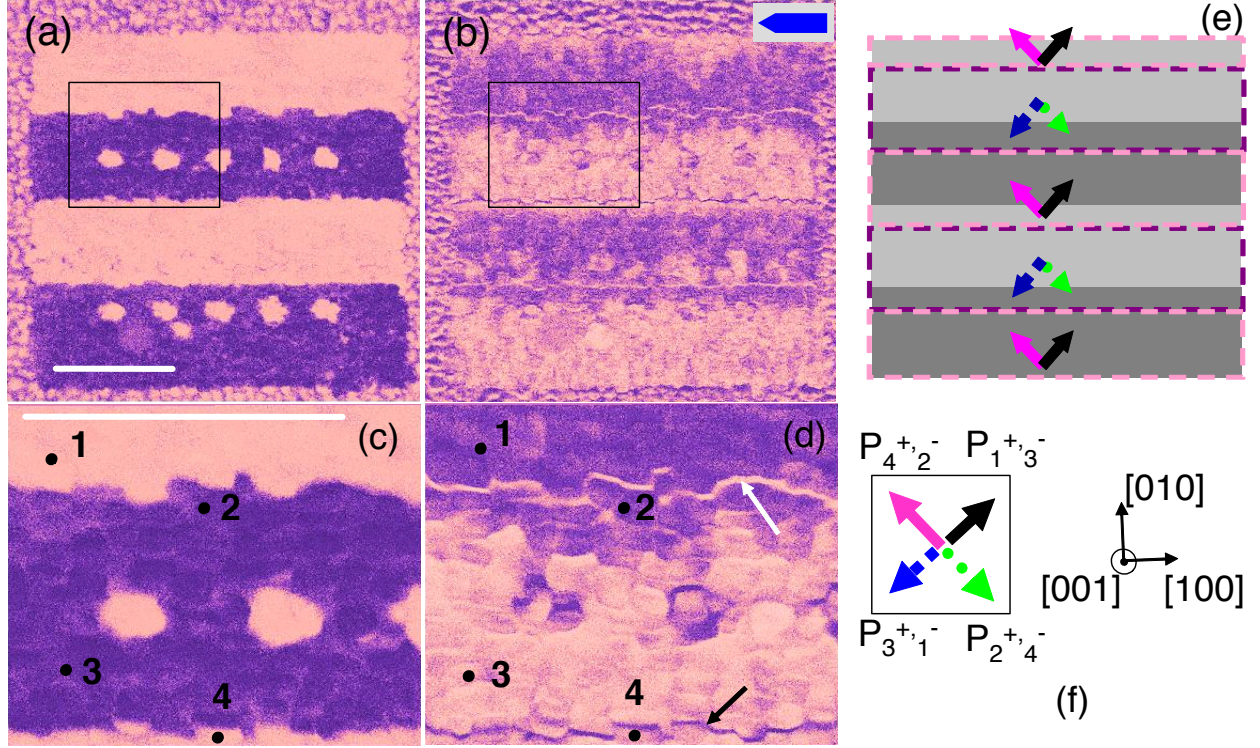 (a)
(b)
(e)
(c)
1
2
3
4
(d)
1
2
3
4
P₄⁺,₂⁻ P₁⁺,₃⁻
P₃⁺,₁⁻ P₂⁺,₄⁻
[010]
[001] [100]
(f)